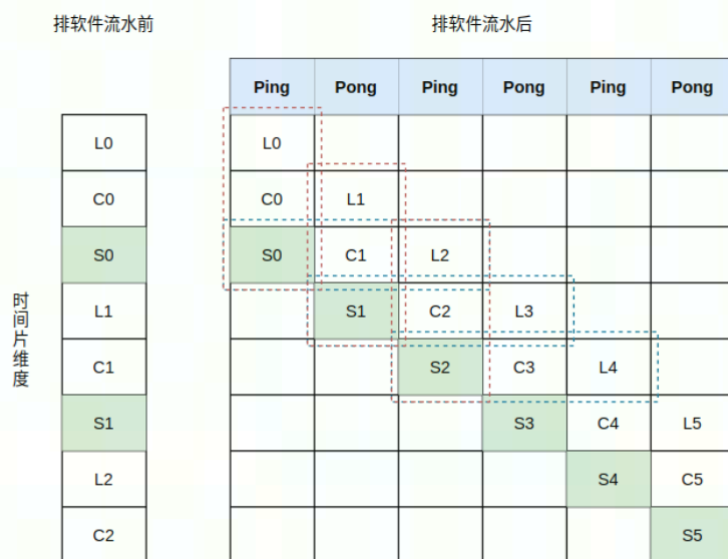 排软件流水前
排软件流水后
Ping Pong Ping Pong Ping Pong
L0 L0
C0 C0 L1
S0 S0 C1 L2
L1 S1 C2 L3
C1 S2 C3 L4
S1 S3 C4 L5
L2 S4 C5
C2 S5
时间片维度